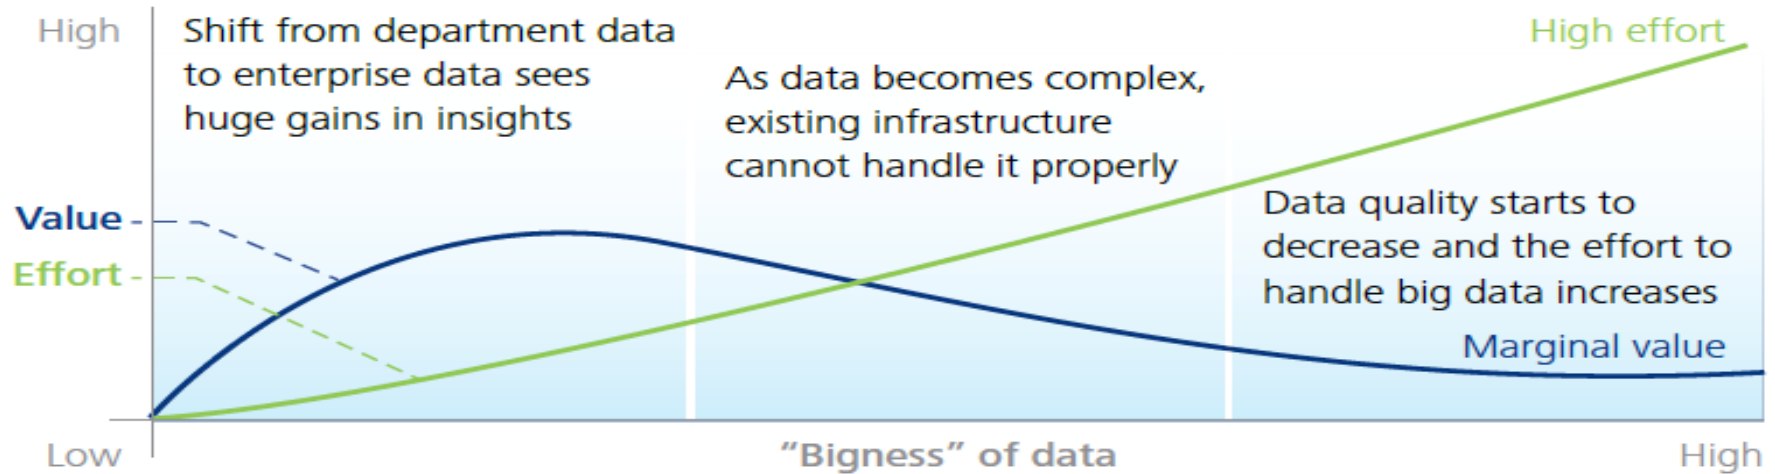 High
Shift from department data
to enterprise data sees
huge gains in insights
As data becomes complex,
existing infrastructure
cannot handle it properly
High effort
Data quality starts to
decrease and the effort to
handle big data increases
Value
Effort
Marginal value
Low
"Bigness" of data
High